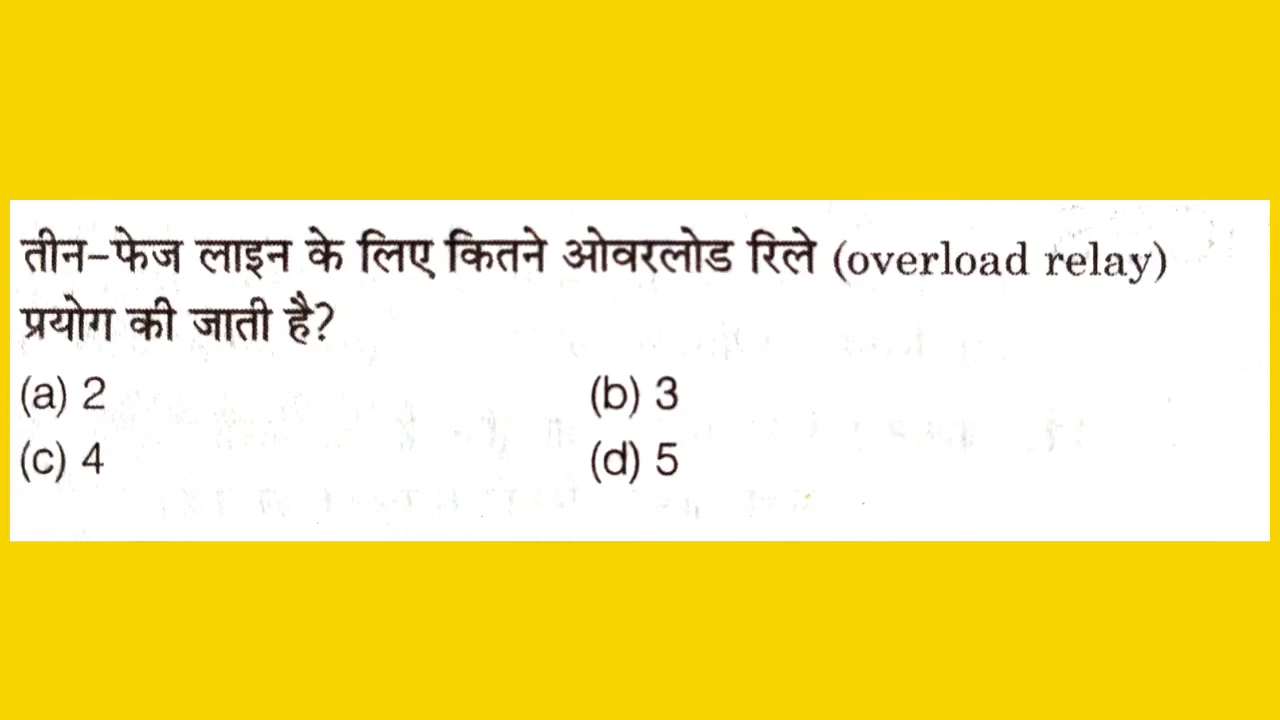 तीन-फेज लाइन के लिए कितने ओवरलोड रिले (overload relay)
प्रयोग की जाती है?
(a) 2 (b) 3
(c) 4 (d) 5